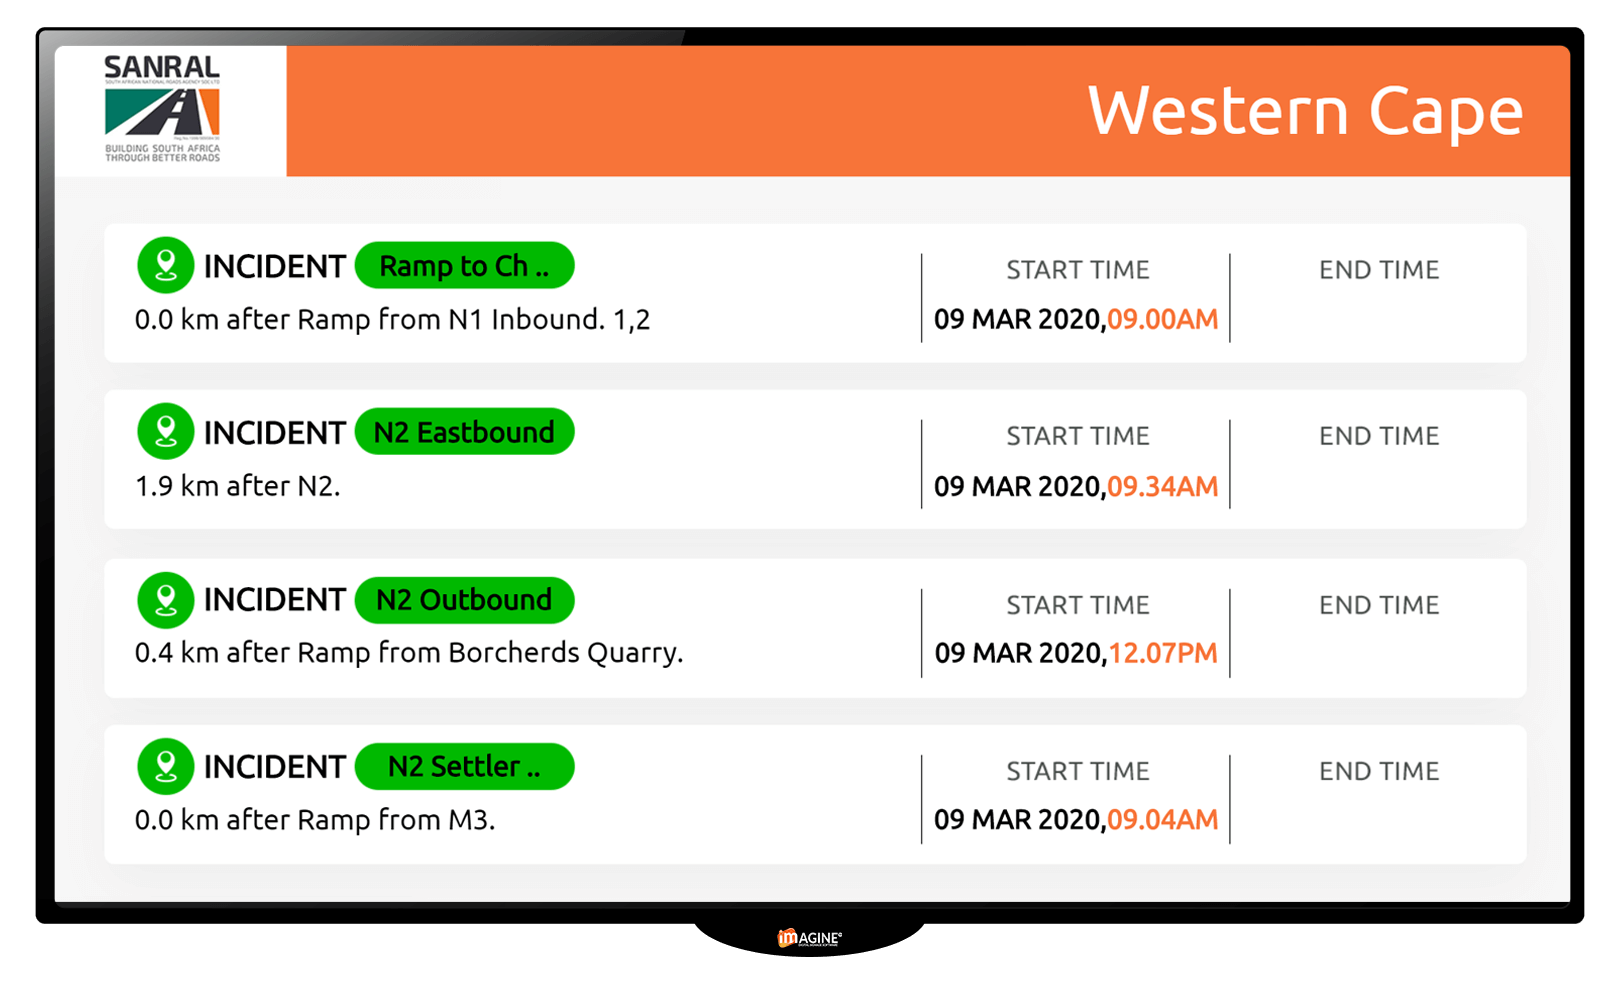 SANRAL
SOUTH AFRICAN NATIONAL ROADS AGENCY SOC LTD
BUILDING SOUTH AFRICA
THROUGH BETTER ROADS
Western Cape
INCIDENT Ramp to Ch ..
0.0 km after Ramp from N1 Inbound. 1,2
START TIME
09 MAR 2020,09.00AM
END TIME
INCIDENT N2 Eastbound
1.9 km after N2.
START TIME
09 MAR 2020,09.34AM
END TIME
INCIDENT N2 Outbound
0.4 km after Ramp from Borcherds Quarry.
START TIME
09 MAR 2020,12.07PM
END TIME
INCIDENT N2 Settler ..
0.0 km after Ramp from M3.
START TIME
09 MAR 2020,09.04AM
END TIME
imAGINE
DIGITAL SIGNAGE SOFTWARE